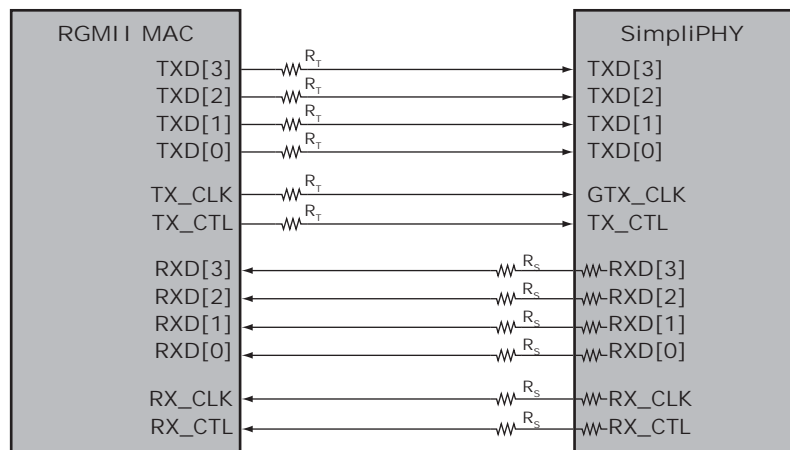 RGMII MAC SimpliPHY
TXD[3] R_T TXD[3]
TXD[2] R_T TXD[2]
TXD[1] R_T TXD[1]
TXD[0] R_T TXD[0]
TX_CLK R_T GTX_CLK
TX_CTL R_T TX_CTL
RXD[3] R_S RXD[3]
RXD[2] R_S RXD[2]
RXD[1] R_S RXD[1]
RXD[0] R_S RXD[0]
RX_CLK R_S RX_CLK
RX_CTL R_S RX_CTL